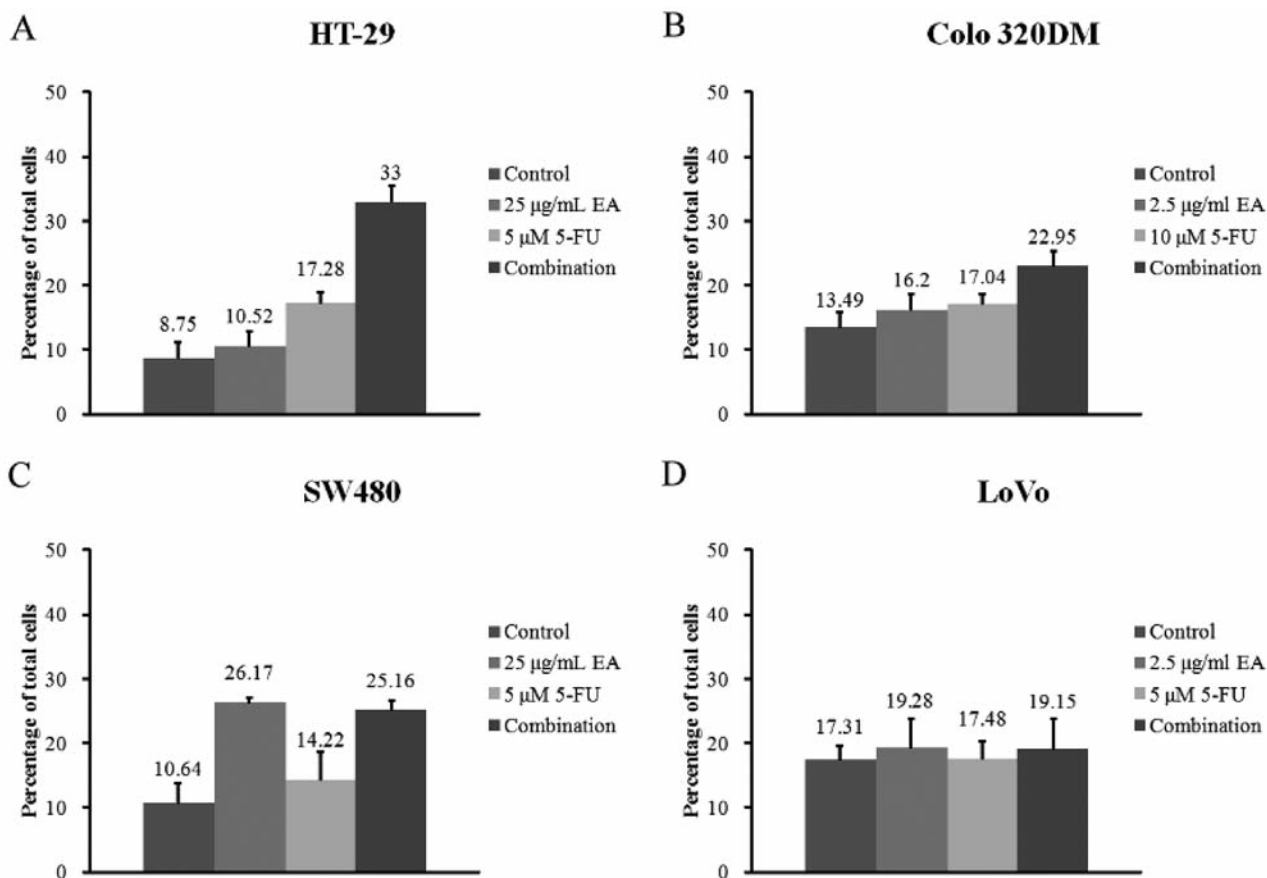 A
HT-29
Percentage of total cells
50
40
30
20
10
0
8.75
10.52
17.28
33
Control
25 µg/mL EA
5 µM 5-FU
Combination
B
Colo 320DM
Percentage of total cells
50
40
30
20
10
0
13.49
16.2
17.04
22.95
Control
2.5 µg/ml EA
10 µM 5-FU
Combination
C
SW480
Percentage of total cells
50
40
30
20
10
0
10.64
26.17
14.22
25.16
Control
25 µg/mL EA
5 µM 5-FU
Combination
D
LoVo
Percentage of total cells
50
40
30
20
10
0
17.31
19.28
17.48
19.15
Control
2.5 µg/ml EA
5 µM 5-FU
Combination